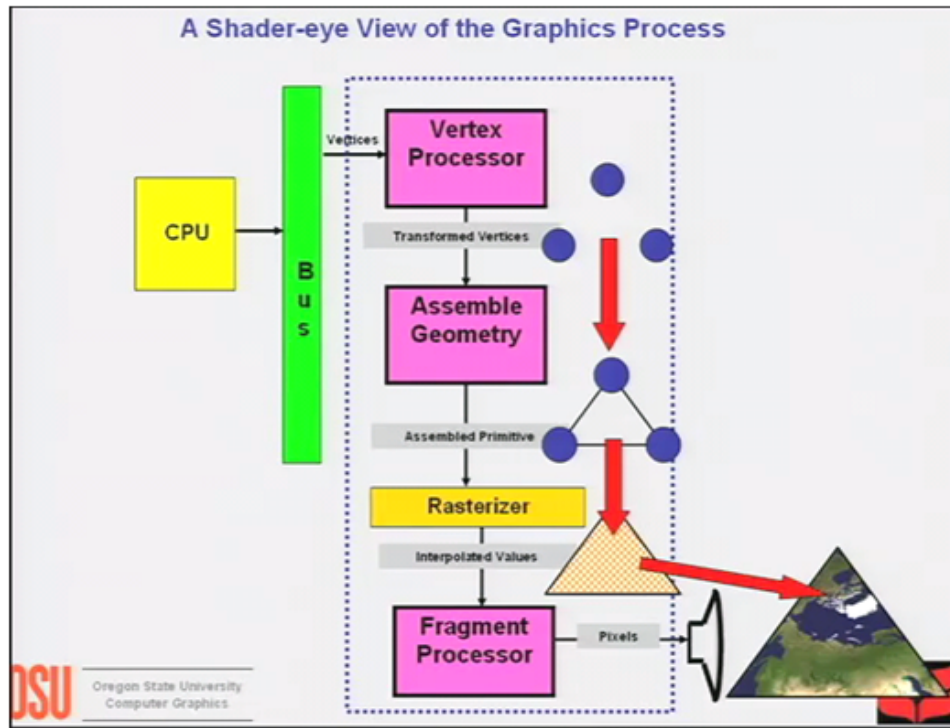 A Shader-eye View of the Graphics Process
Vertices
Vertex
Processor
CPU
Transformed Vertices
B
u
s
Assemble
Geometry
Assembled Primitive
Rasterizer
Interpolated Values
Fragment
Processor
Pixels
OSU
Oregon State University
Computer Graphics